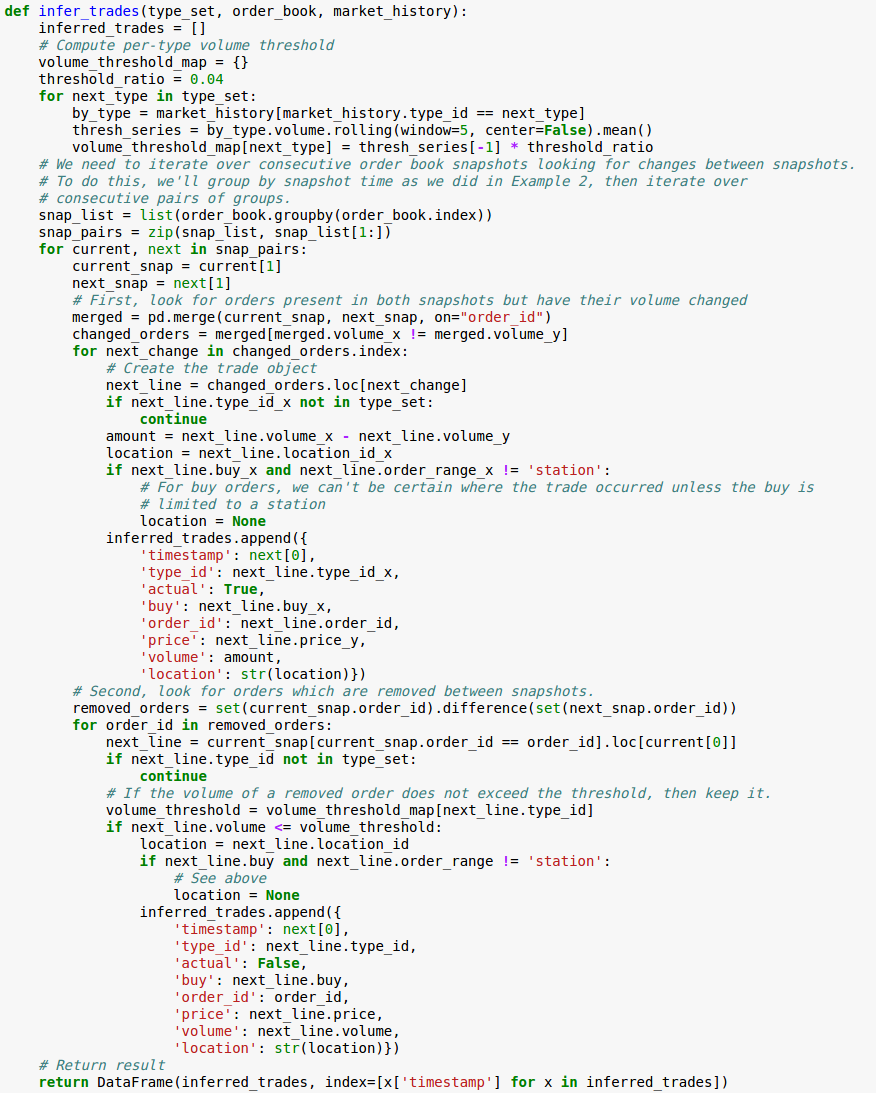 def infer_trades(type_set, order_book, market_history):
    inferred_trades = []
    # Compute per-type volume threshold
    volume_threshold_map = {}
    threshold_ratio = 0.04
    for next_type in type_set:
        by_type = market_history[market_history.type_id == next_type]
        thresh_series = by_type.volume.rolling(window=5, center=False).mean()
        volume_threshold_map[next_type] = thresh_series[-1] * threshold_ratio
    # We need to iterate over consecutive order book snapshots looking for changes between snapshots.
    # To do this, we'll group by snapshot time as we did in Example 2, then iterate over
    # consecutive pairs of groups.
    snap_list = list(order_book.groupby(order_book.index))
    snap_pairs = zip(snap_list, snap_list[1:])
    for current, next in snap_pairs:
        current_snap = current[1]
        next_snap = next[1]
        # First, look for orders present in both snapshots but have their volume changed
        merged = pd.merge(current_snap, next_snap, on="order_id")
        changed_orders = merged[merged.volume_x != merged.volume_y]
        for next_change in changed_orders.index:
            # Create the trade object
            next_line = changed_orders.loc[next_change]
            if next_line.type_id_x not in type_set:
                continue
            amount = next_line.volume_x - next_line.volume_y
            location = next_line.location_id_x
            if next_line.buy_x and next_line.order_range_x != 'station':
                # For buy orders, we can't be certain where the trade occurred unless the buy is
                # limited to a station
                location = None
            inferred_trades.append({
                'timestamp': next[0],
                'type_id': next_line.type_id_x,
                'actual': True,
                'buy': next_line.buy_x,
                'order_id': next_line.order_id,
                'price': next_line.price_y,
                'volume': amount,
                'location': str(location)})
        # Second, look for orders which are removed between snapshots.
        removed_orders = set(current_snap.order_id).difference(set(next_snap.order_id))
        for order_id in removed_orders:
            next_line = current_snap[current_snap.order_id == order_id].loc[current[0]]
            if next_line.type_id not in type_set:
                continue
            # If the volume of a removed order does not exceed the threshold, then keep it.
            volume_threshold = volume_threshold_map[next_line.type_id]
            if next_line.volume <= volume_threshold:
                location = next_line.location_id
                if next_line.buy and next_line.order_range != 'station':
                    # See above
                    location = None
                inferred_trades.append({
                    'timestamp': next[0],
                    'type_id': next_line.type_id,
                    'actual': False,
                    'buy': next_line.buy,
                    'order_id': order_id,
                    'price': next_line.price,
                    'volume': next_line.volume,
                    'location': str(location)})
    # Return result
    return DataFrame(inferred_trades, index=[x['timestamp'] for x in inferred_trades])